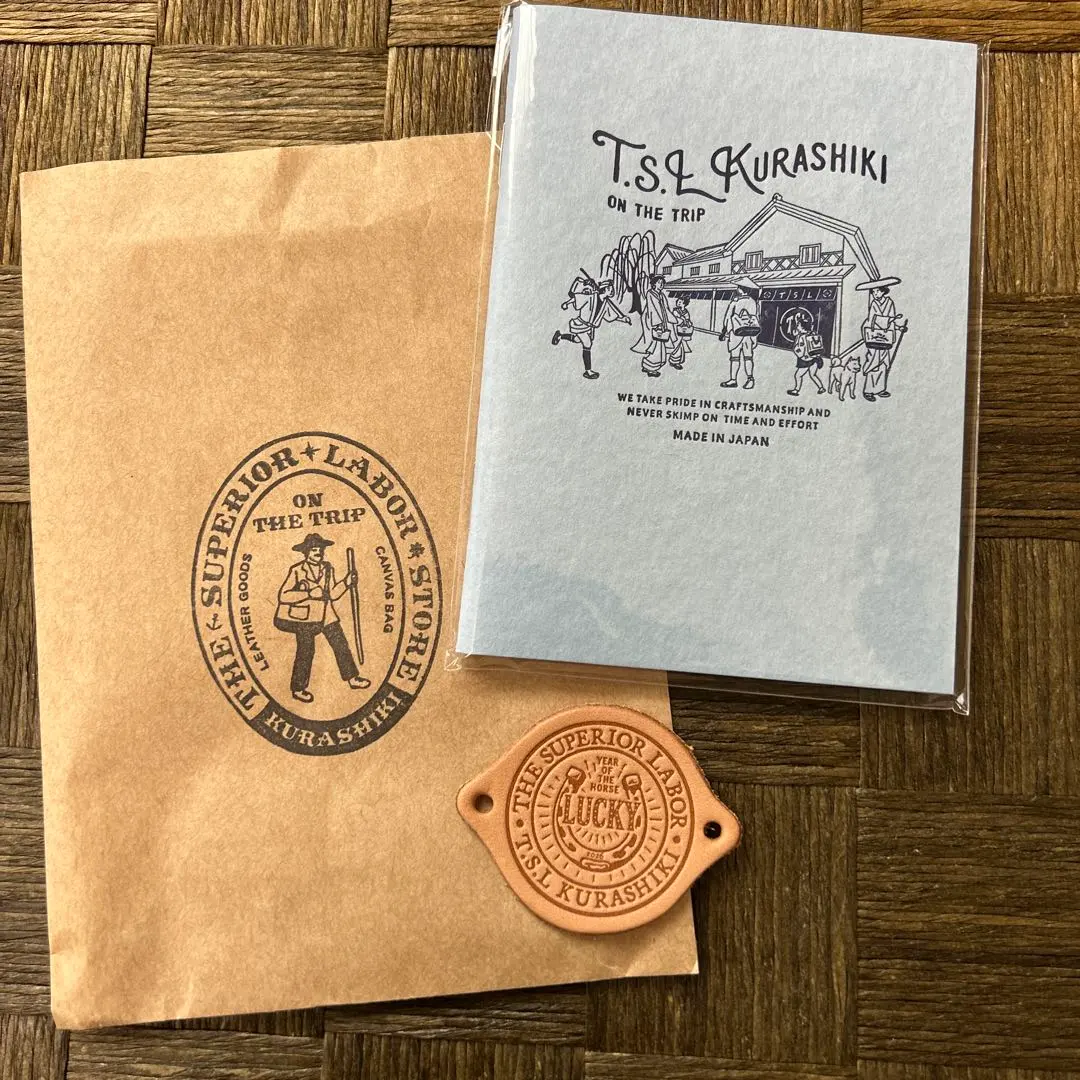 T.S.L KURASHIKI
ON THE TRIP
T S L
TSL
WE TAKE PRIDE IN CRAFTSMANSHIP AND
NEVER SKIMP ON TIME AND EFFORT
MADE IN JAPAN
THE SUPERIOR LABOR STORE
KURASHIKI
ON
THE TRIP
LEATHER GOODS
CANVAS BAG
THE SUPERIOR LABOR
T.S.L KURASHIKI
YEAR
OF
THE
HORSE
LUCKY
2026